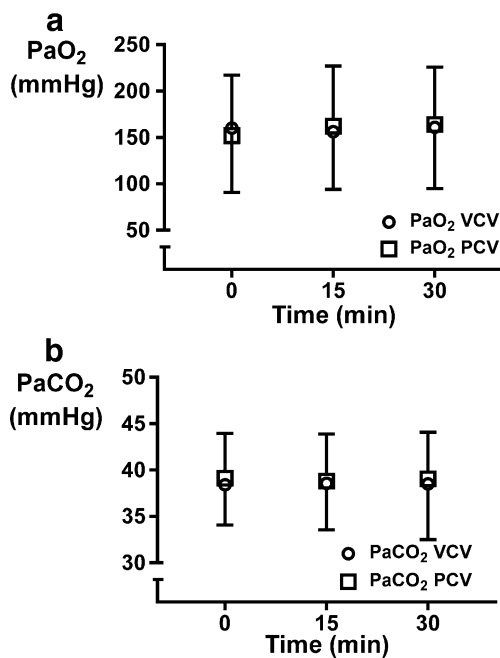 a
PaO₂
(mmHg)
250
200
150
100
50
PaO₂ VCV
PaO₂ PCV
0 15 30
Time (min)
b
PaCO₂
(mmHg)
50
45
40
35
30
PaCO₂ VCV
PaCO₂ PCV
0 15 30
Time (min)